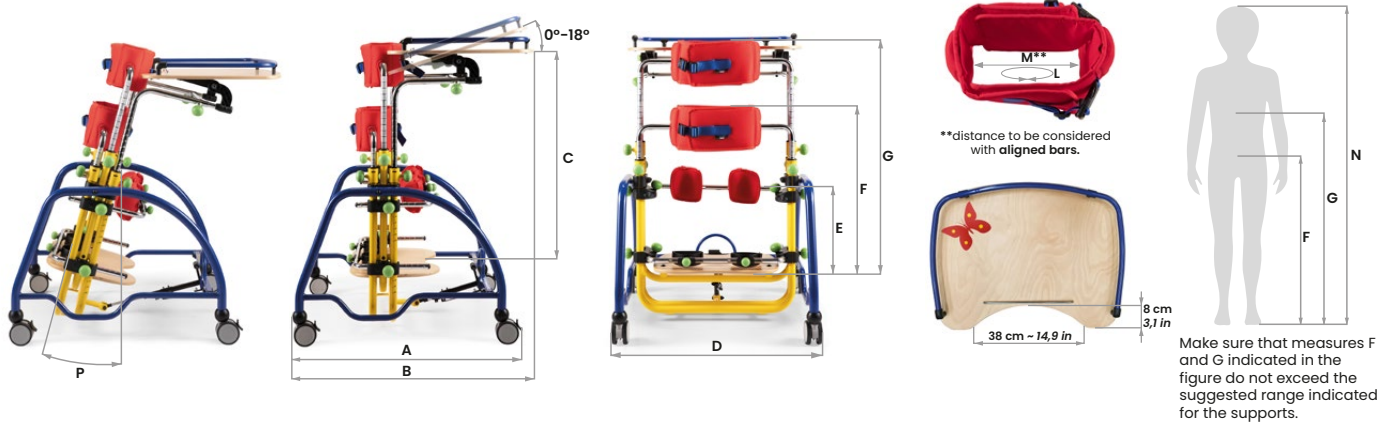 0°-18°
C
A
B
P
G
F
E
D
M**
L
**distance to be considered
with aligned bars.
8 cm
3,1 in
38 cm ~ 14,9 in
N
G
F
Make sure that measures F
and G indicated in the
figure do not exceed the
suggested range indicated
for the supports.